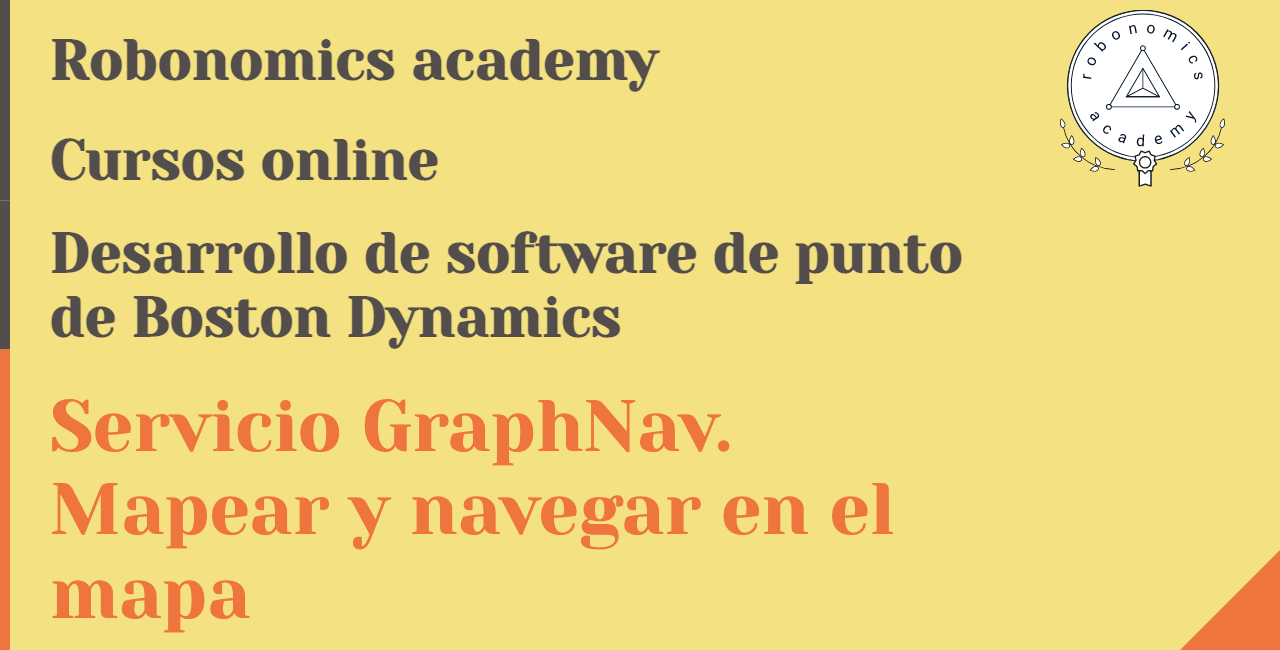 Robonomics academy
Cursos online
Desarrollo de software de punto
de Boston Dynamics
Servicio GraphNav.
Mapear y navegar en el
mapa
robonomics
academy